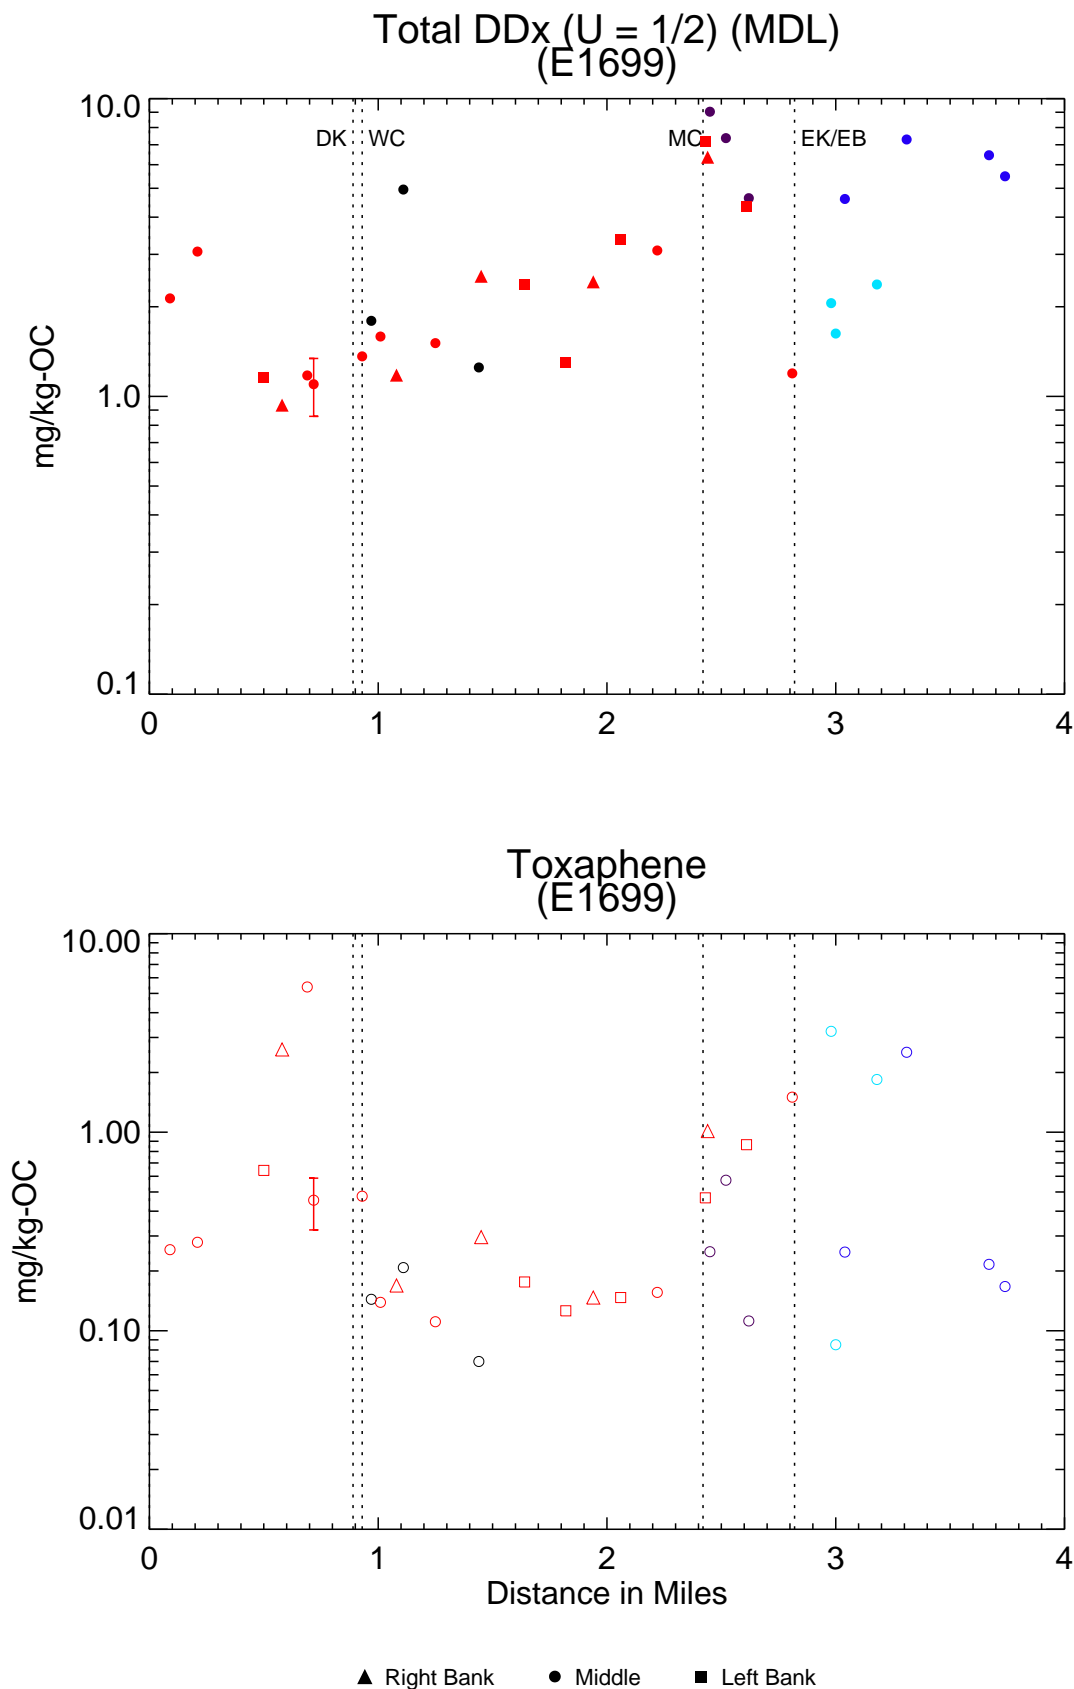 Total DDx (U = 1/2) (MDL)
(E1699)
10.0
DK
WC
MC
EK/EB
mg/kg-OC
1.0
0.1
0
1
2
3
4
Toxaphene
(E1699)
10.00
1.00
mg/kg-OC
0.10
0.01
0
1
2
3
4
Distance in Miles
Right Bank
Middle
Left Bank